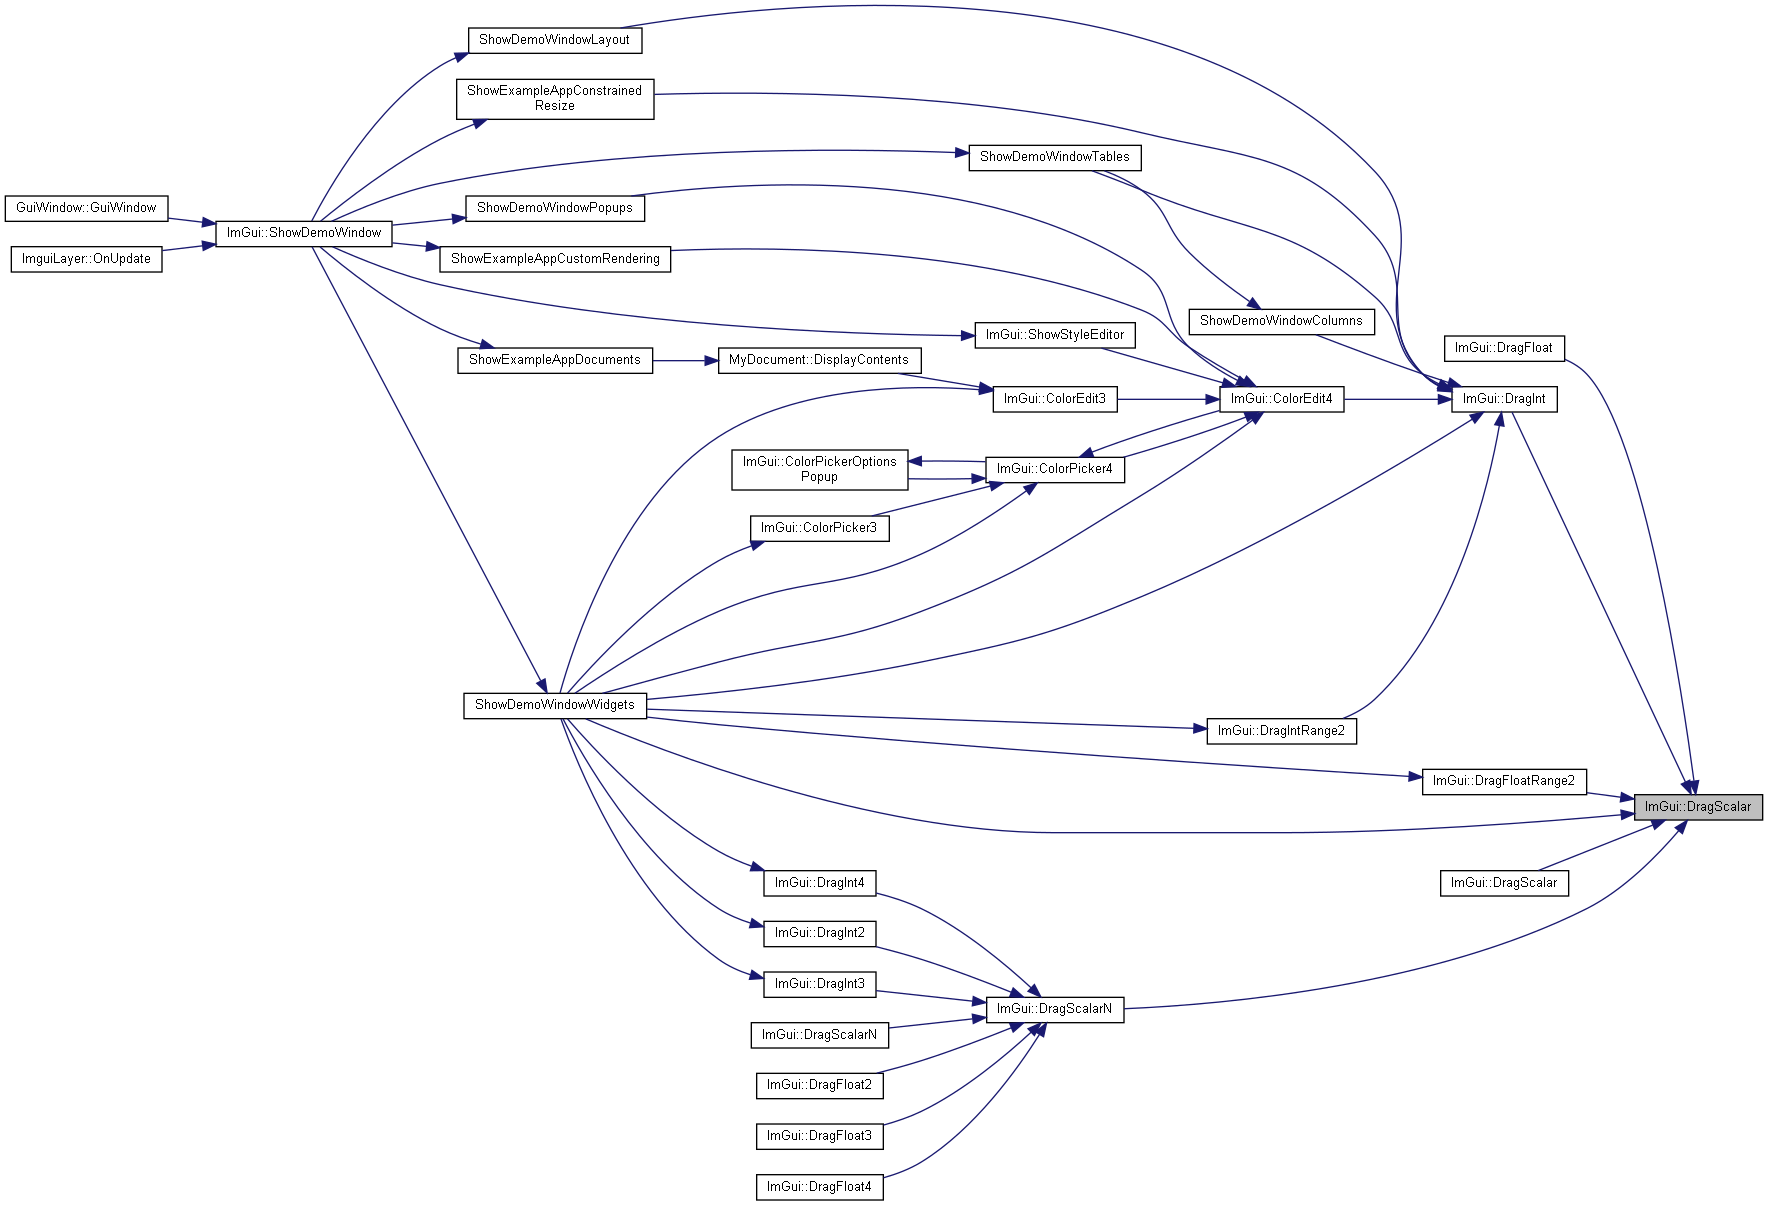 ShowDemoWindowLayout
ShowExampleAppConstrained
Resize
ShowDemoWindowTables
GuiWindow::GuiWindow
ShowDemoWindowPopups
ImGui::ShowDemoWindow
ImguiLayer::OnUpdate
ShowExampleAppCustomRendering
ShowDemoWindowColumns
ImGui::ShowStyleEditor
ImGui::DragFloat
ShowExampleAppDocuments
MyDocument::DisplayContents
ImGui::ColorEdit3
ImGui::ColorEdit4
ImGui::DragInt
ImGui::ColorPickerOptions
Popup
ImGui::ColorPicker4
ImGui::ColorPicker3
ShowDemoWindowWidgets
ImGui::DragIntRange2
ImGui::DragFloatRange2
ImGui::DragScalar
ImGui::DragInt4
ImGui::DragScalar
ImGui::DragInt2
ImGui::DragInt3
ImGui::DragScalarN
ImGui::DragScalarN
ImGui::DragFloat2
ImGui::DragFloat3
ImGui::DragFloat4